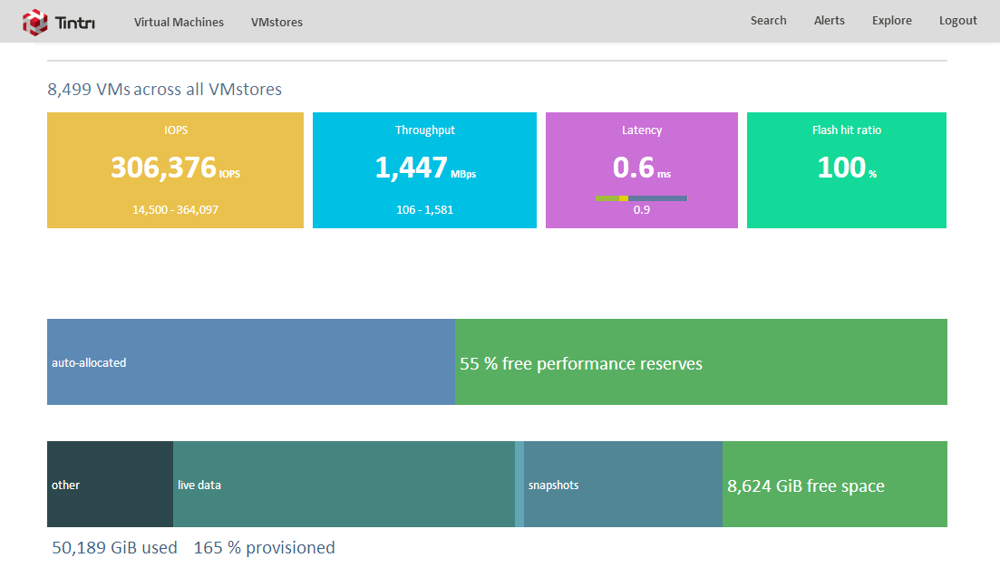 Tintri Virtual Machines VMstores Search Alerts Explore Logout
8,499 VMs across all VMstores
IOPS Throughput Latency Flash hit ratio
306,376 IOPS 1,447 MBps 0.6 ms 100 %
14,500 - 364,097 106 - 1,581 0.9
auto-allocated 55 % free performance reserves
other live data snapshots 8,624 GiB free space
50,189 GiB used 165 % provisioned